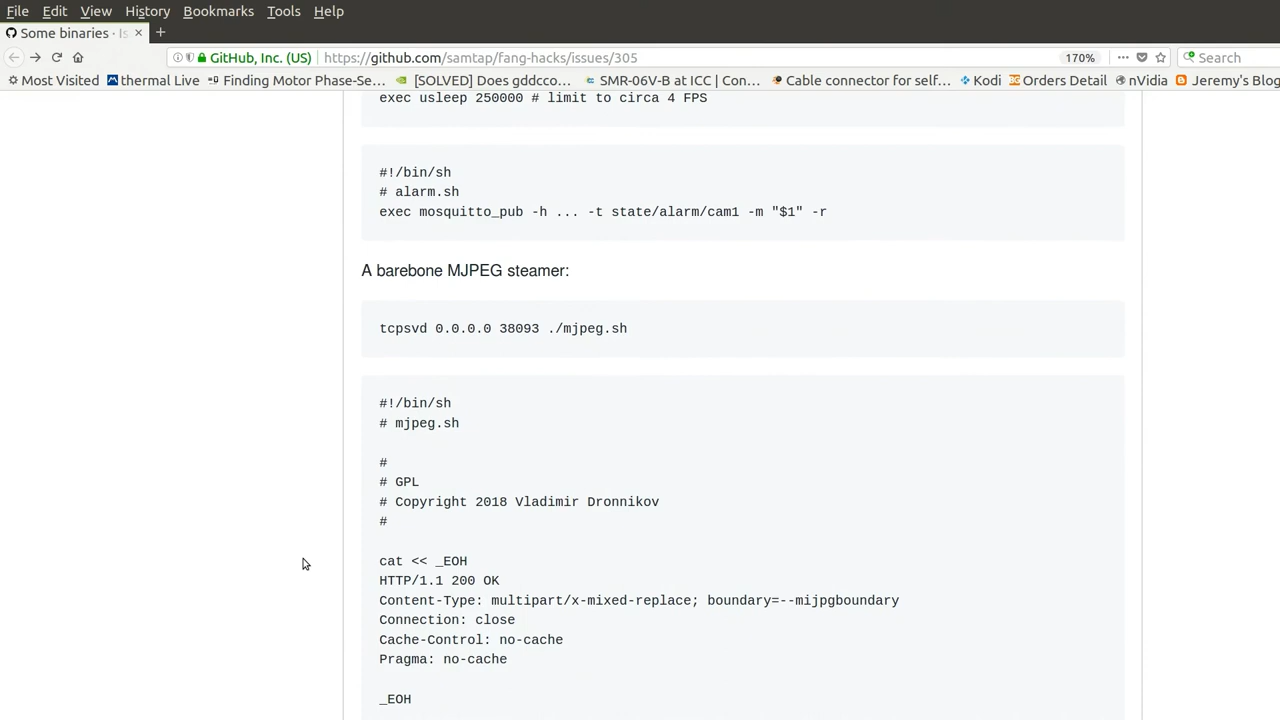 File Edit View History Bookmarks Tools Help
Some binaries · Is
GitHub, Inc. (US) https://github.com/samtap/fang-hacks/issues/305 170% Search
Most Visited thermal Live Finding Motor Phase-Se... [SOLVED] Does gddcco... SMR-06V-B at ICC | Con... Cable connector for self... Kodi Orders Detail nVidia Jeremy's Blog
exec usleep 250000 # limit to circa 4 FPS
#!/bin/sh
# alarm.sh
exec mosquitto_pub -h ... -t state/alarm/cam1 -m "$1" -r
A barebone MJPEG steamer:
tcpsvd 0.0.0.0 38093 ./mjpeg.sh
#!/bin/sh
# mjpeg.sh
#
# GPL
# Copyright 2018 Vladimir Dronnikov
#
cat << _EOH
HTTP/1.1 200 OK
Content-Type: multipart/x-mixed-replace; boundary=--mijpgboundary
Connection: close
Cache-Control: no-cache
Pragma: no-cache
_EOH